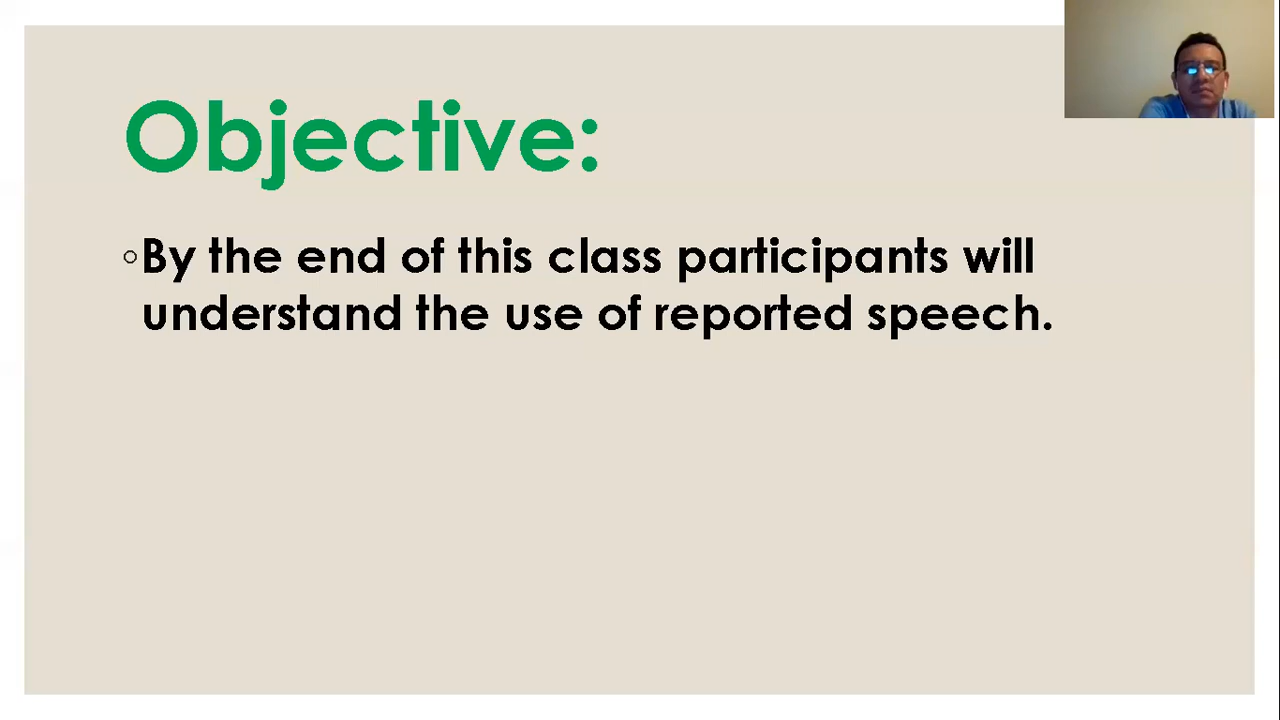 Objective:
By the end of this class participants will
understand the use of reported speech.